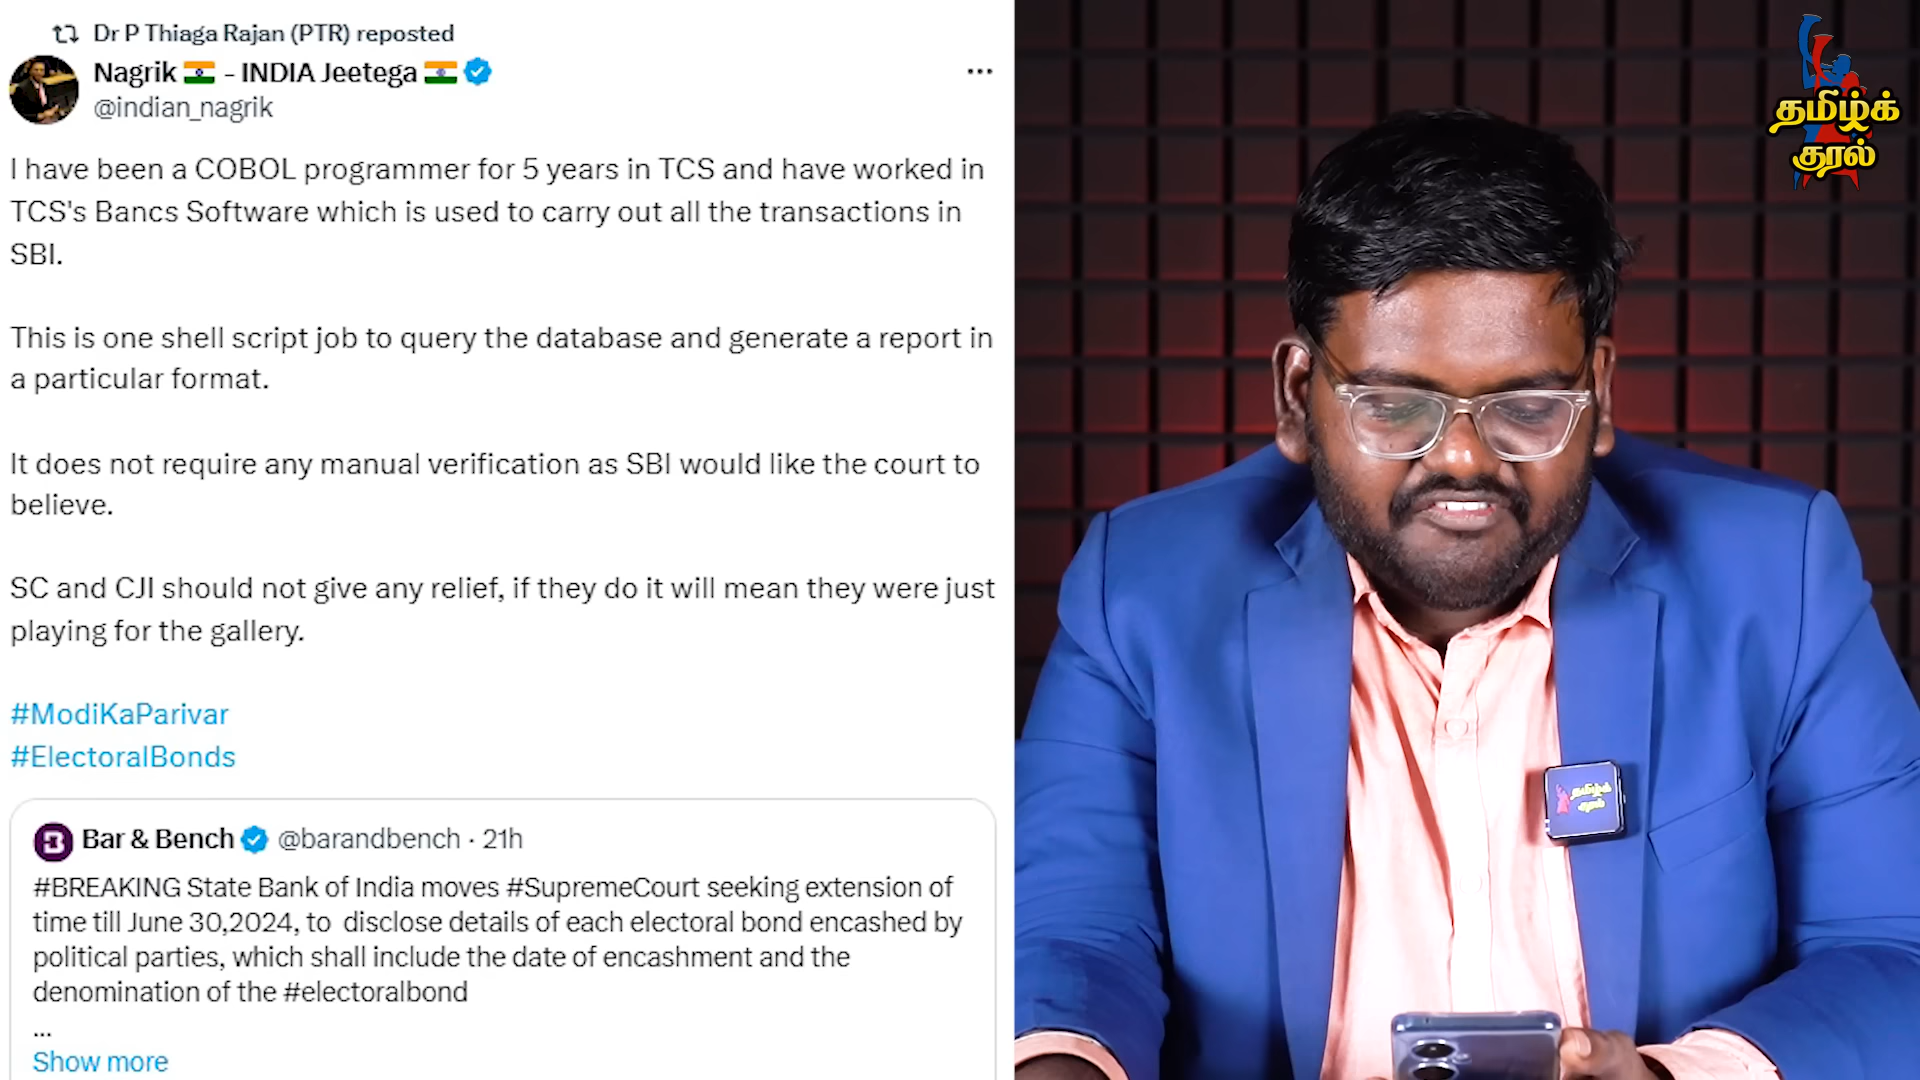 Dr P Thiaga Rajan (PTR) reposted
Nagrik 🇮🇳 - INDIA Jeetega 🇮🇳
@indian_nagrik
I have been a COBOL programmer for 5 years in TCS and have worked in
TCS's Bancs Software which is used to carry out all the transactions in
SBI.
This is one shell script job to query the database and generate a report in
a particular format.
It does not require any manual verification as SBI would like the court to
believe.
SC and CJI should not give any relief, if they do it will mean they were just
playing for the gallery.
#ModiKaParivar
#ElectoralBonds
Bar & Bench @barandbench · 21h
#BREAKING State Bank of India moves #SupremeCourt seeking extension of
time till June 30,2024, to  disclose details of each electoral bond encashed by
political parties, which shall include the date of encashment and the
denomination of the #electoralbond
...
Show more
தமிழ்க்
குரல்
தமிழ்க்
குரல்